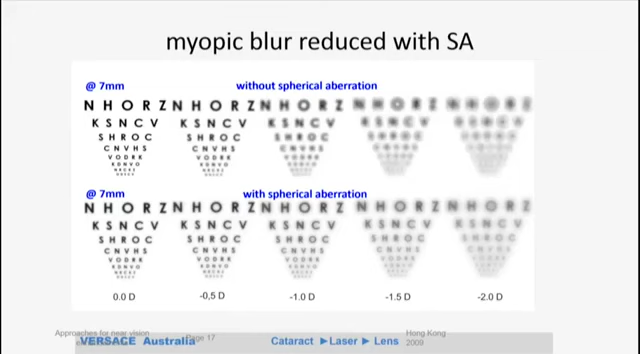 myopic blur reduced with SA
@ 7mm without spherical aberration
N H O R Z N H O R Z N H O R Z N H O R Z
K S N C V K S N C V K S N C V
S H R O C S H R O C S H R O C
C N V H S C N V H S C N V H S
V O D R K V O D R K
K D N V O
@ 7mm with spherical aberration
N H O R Z N H O R Z N H O R Z N H O R Z N H O R Z
K S N C V K S N C V K S N C V K S N C V K S N C V
S H R O C S H R O C S H R O C S H R O C S H R O C
C N V H S C N V H S C N V H S C N V H S
V O D R K V O D R K
K D N V O
0.0 D -0,5 D -1.0 D -1.5 D -2.0 D
Approaches for near vision Page 17 Hong Kong
VERSACE Australia Cataract ►Laser ► Lens 2009